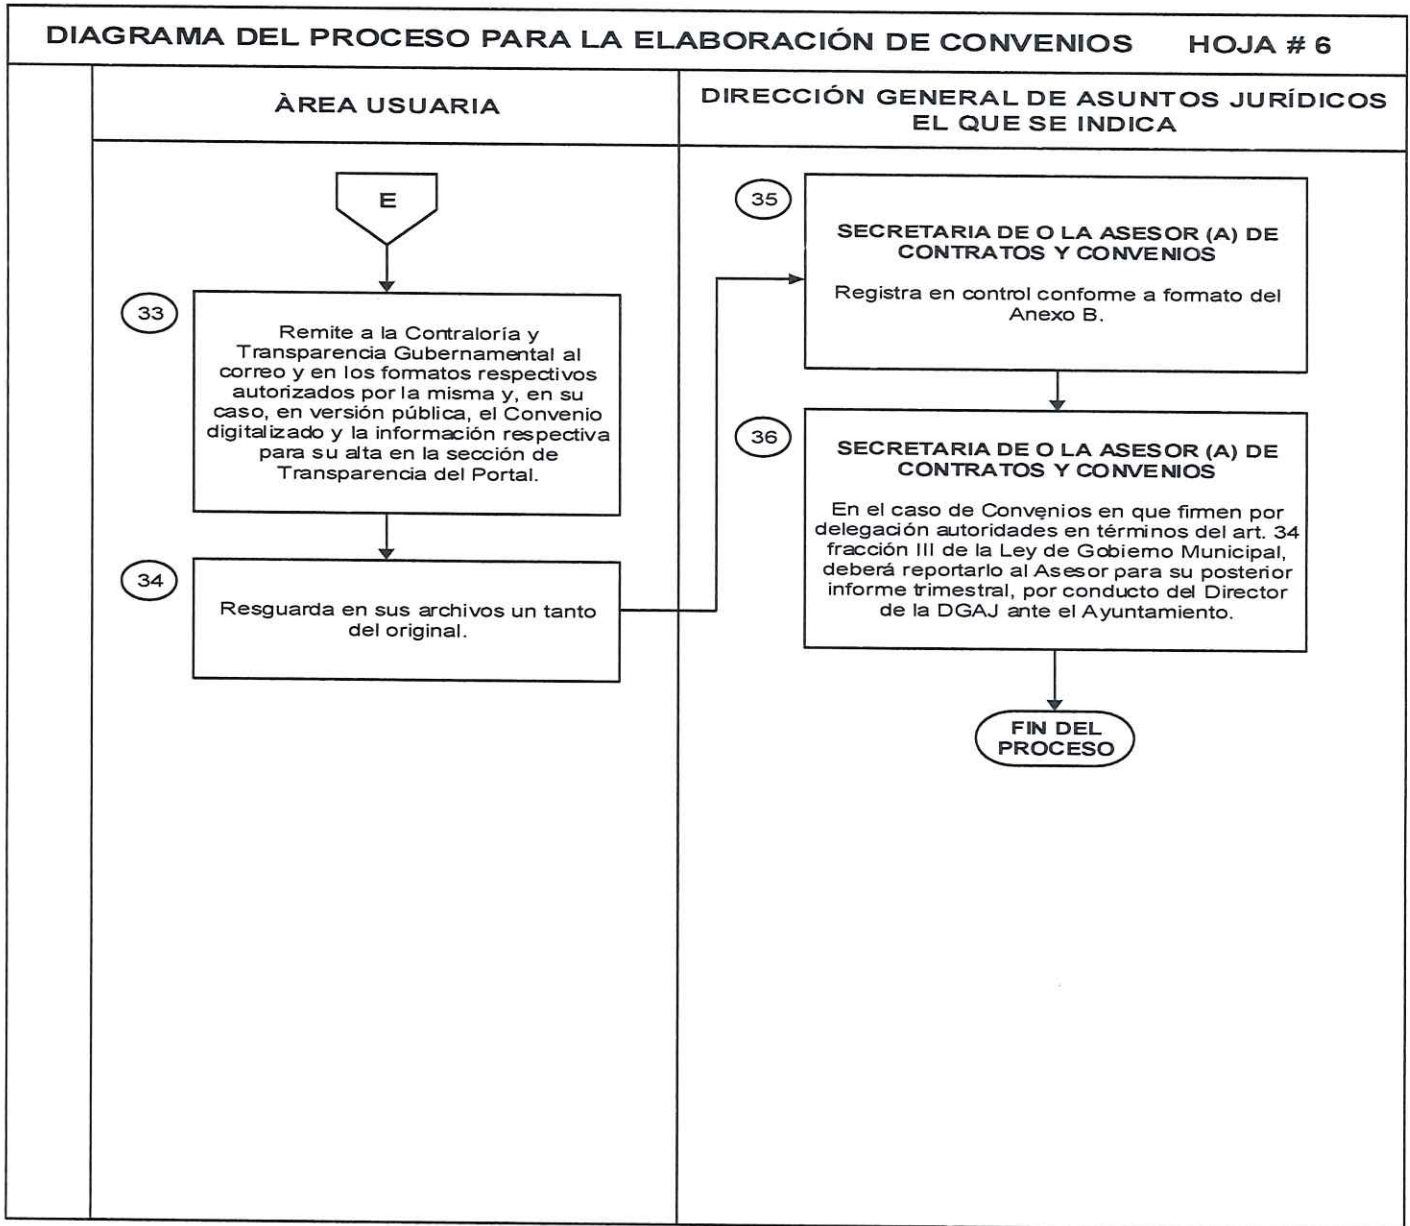 DIAGRAMA DEL PROCESO PARA LA ELABORACIÓN DE CONVENIOS HOJA # 6
ÀREA USUARIA
DIRECCIÓN GENERAL DE ASUNTOS JURÍDICOS
EL QUE SE INDICA
E
33
Remite a la Contraloría y
Transparencia Gubernamental al
correo y en los formatos respectivos
autorizados por la misma y, en su
caso, en versión pública, el Convenio
digitalizado y la información respectiva
para su alta en la sección de
Transparencia del Portal.
34
Resguarda en sus archivos un tanto
del original.
35
SECRETARIA DE O LA ASESOR (A) DE
CONTRATOS Y CONVENIOS
Registra en control conforme a formato del
Anexo B.
36
SECRETARIA DE O LA ASESOR (A) DE
CONTRATOS Y CONVENIOS
En el caso de Convenios en que firmen por
delegación autoridades en términos del art. 34
fracción III de la Ley de Gobierno Municipal,
deberá reportarlo al Asesor para su posterior
informe trimestral, por conducto del Director
de la DGAJ ante el Ayuntamiento.
FIN DEL
PROCESO